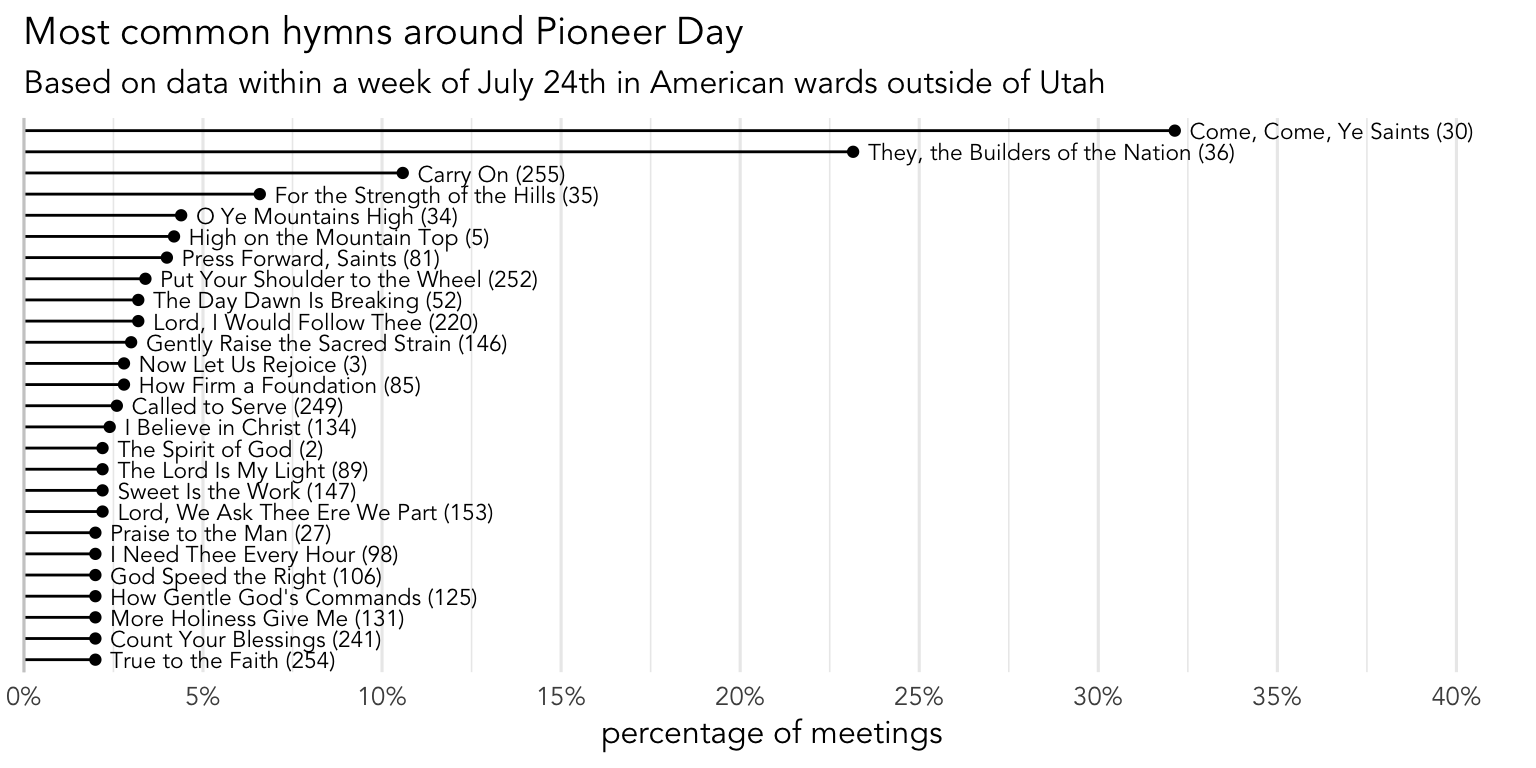 Most common hymns around Pioneer Day
Based on data within a week of July 24th in American wards outside of Utah
Come, Come, Ye Saints (30)
They, the Builders of the Nation (36)
Carry On (255)
For the Strength of the Hills (35)
O Ye Mountains High (34)
High on the Mountain Top (5)
Press Forward, Saints (81)
Put Your Shoulder to the Wheel (252)
The Day Dawn Is Breaking (52)
Lord, I Would Follow Thee (220)
Gently Raise the Sacred Strain (146)
Now Let Us Rejoice (3)
How Firm a Foundation (85)
Called to Serve (249)
I Believe in Christ (134)
The Spirit of God (2)
The Lord Is My Light (89)
Sweet Is the Work (147)
Lord, We Ask Thee Ere We Part (153)
Praise to the Man (27)
I Need Thee Every Hour (98)
God Speed the Right (106)
How Gentle God's Commands (125)
More Holiness Give Me (131)
Count Your Blessings (241)
True to the Faith (254)
0% 5% 10% 15% 20% 25% 30% 35% 40%
percentage of meetings